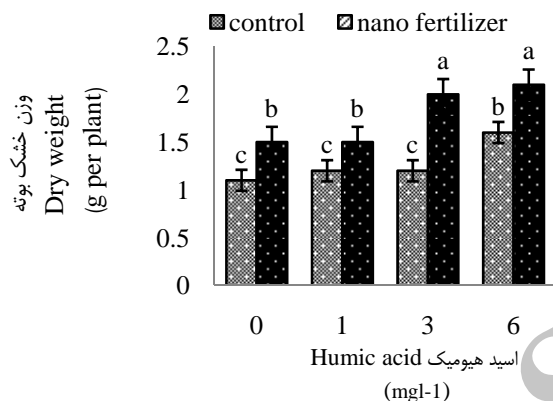 control nano fertilizer
وزن خشک بوته
Dry weight
(g per plant)
2.5
2
1.5
1
0.5
0
c b c b c a b a
0 1 3 6
Humic acid اسید هیومیک
(mgl-1)